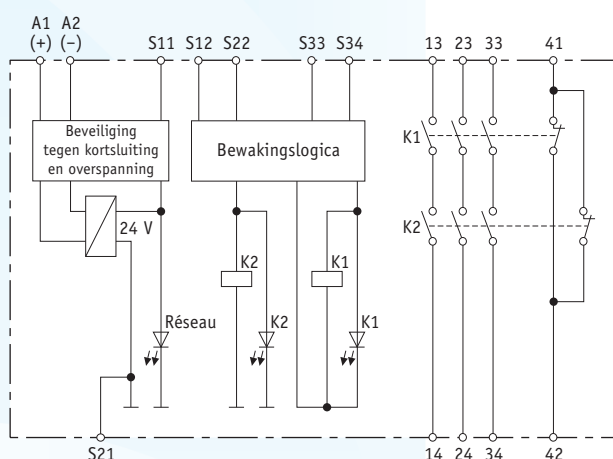 A1 A2
(+) (−) S11 S12 S22 S33 S34 13 23 33 41
Beveiliging
tegen kortsluiting
en overspanning
Bewakingslogica
K1
24 V
K2
K2 K1
Réseau K2 K1
S21 14 24 34 42